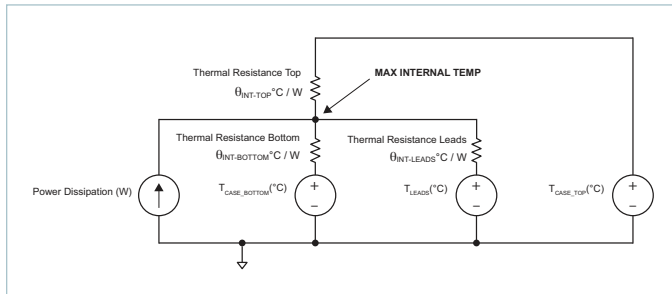 Thermal Resistance Top
θINT-TOP°C / W
MAX INTERNAL TEMP
Thermal Resistance Bottom
θINT-BOTTOM°C / W
Thermal Resistance Leads
θINT-LEADS°C / W
Power Dissipation (W)
TCASE_BOTTOM(°C)
+
–
TLEADS(°C)
+
–
TCASE_TOP(°C)
+
–